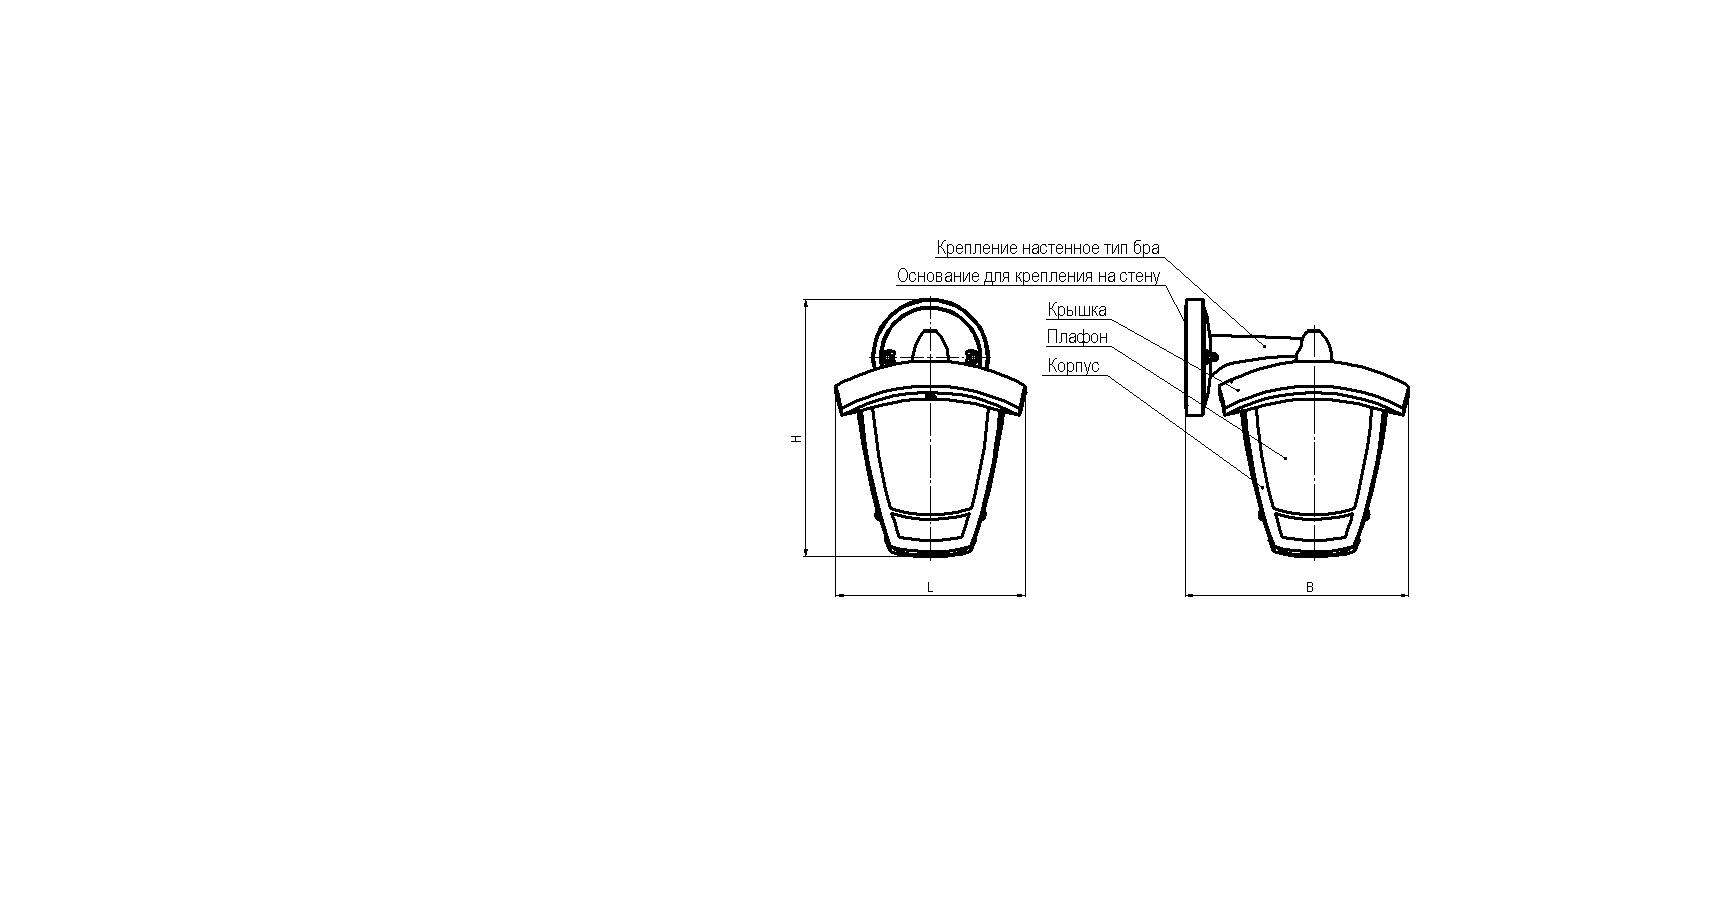 Крепление настенное тип бра
Основание для крепления на стену
Крышка
Плафон
Корпус
H
L
B